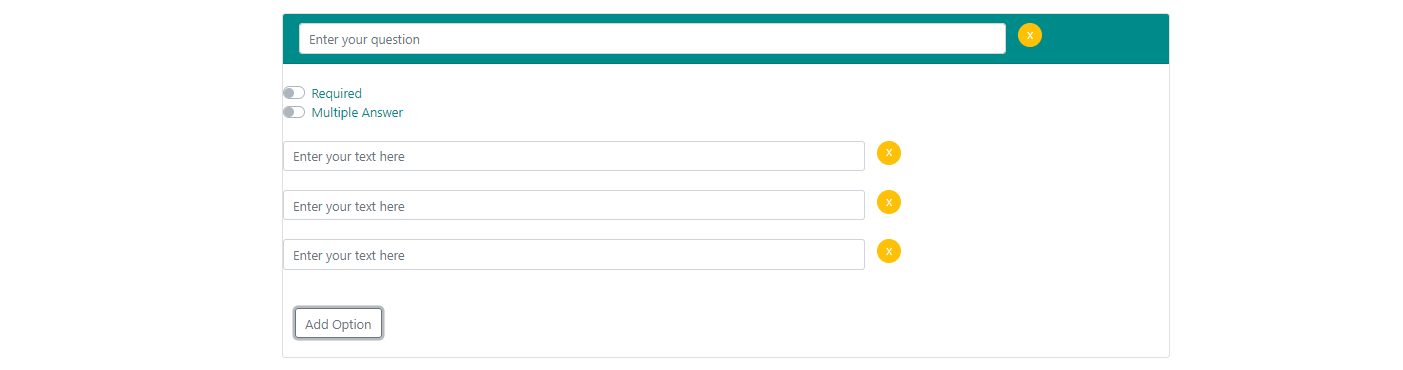 Enter your question x
Required
Multiple Answer
Enter your text here x
Enter your text here x
Enter your text here x
Add Option